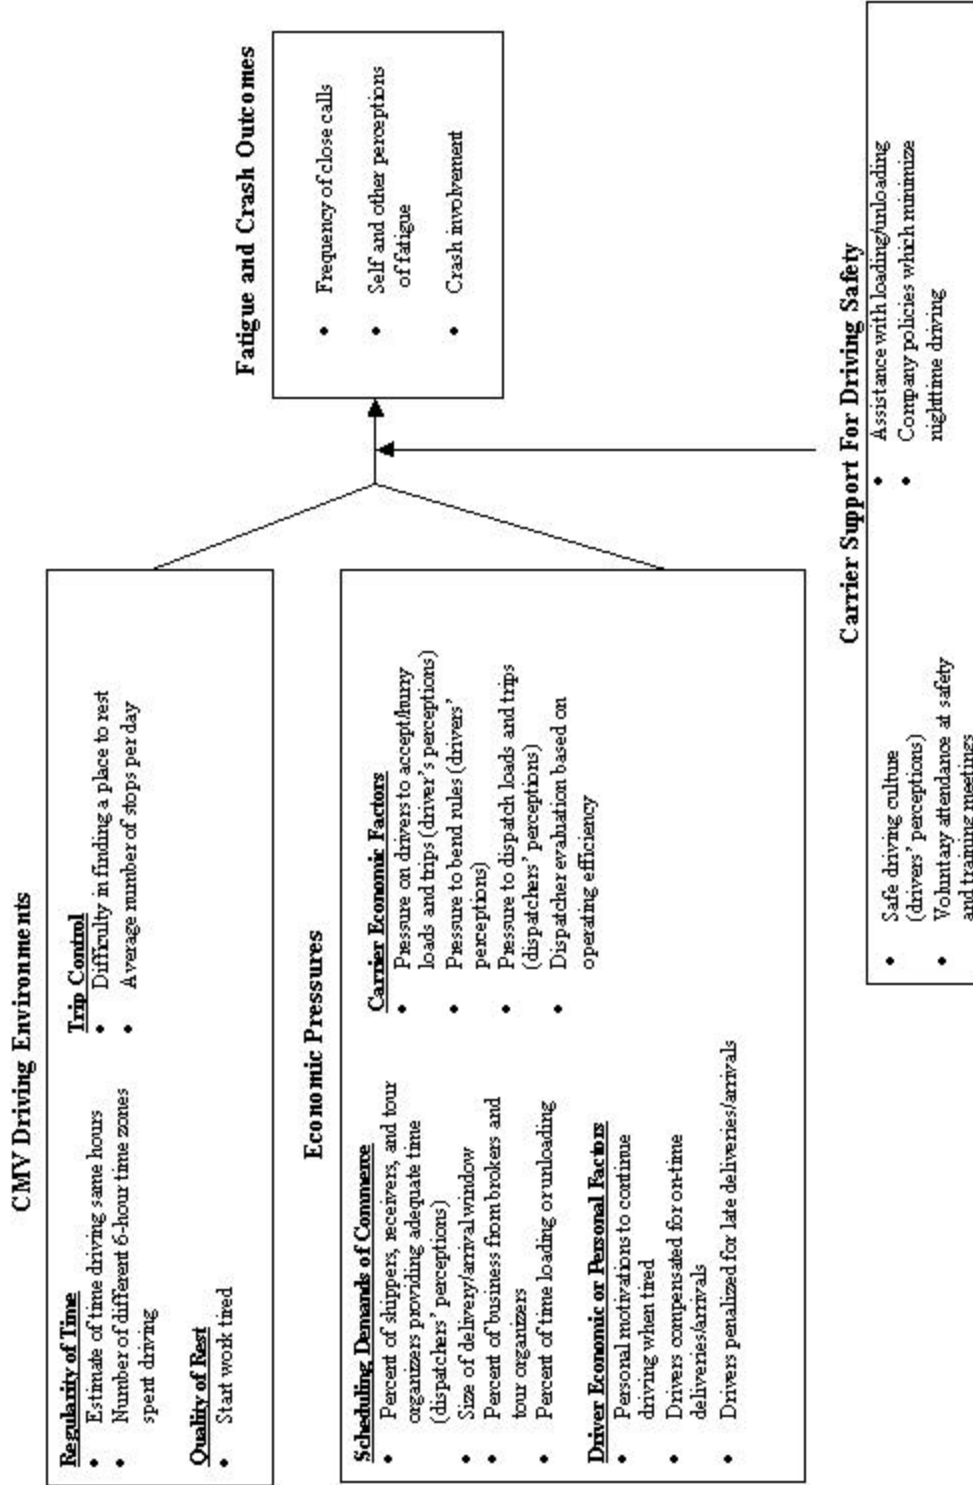 CMV Driving Environments
Regularity of Time
• Estimate of time driving same hours
• Number of different 6-hour time zones
spent driving
Quality of Rest
• Start work tired
Trip Control
• Difficulty in finding a place to rest
• Average number of stops per day
Economic Pressures
Scheduling Demands of Commerce
• Percent of shippers, receivers, and tour
organizers providing adequate time
(dispatchers' perceptions)
• Size of delivery/arrival window
• Percent of business from brokers and
tour organizers
• Percent of time loading or unloading
Driver Economic or Personal Factors
• Personal motivations to continue
driving when tired
• Drivers compensated for on-time
deliveries/arrivals
• Drivers penalized for late deliveries/arrivals
Carrier Economic Factors
• Pressure on drivers to accept/hurry
loads and trips (driver's perceptions)
• Pressure to bend rules (drivers'
perceptions)
• Pressure to dispatch loads and trips
(dispatchers' perceptions)
• Dispatcher evaluation based on
operating efficiency
Fatigue and Crash Outcomes
• Frequency of close calls
• Self and other perceptions
of fatigue
• Crash involvement
Carrier Support For Driving Safety
• Safe driving culture
(drivers' perceptions)
• Voluntary attendance at safety
and training meetings
• Assistance with loading/unloading
• Company policies which minimize
nighttime driving